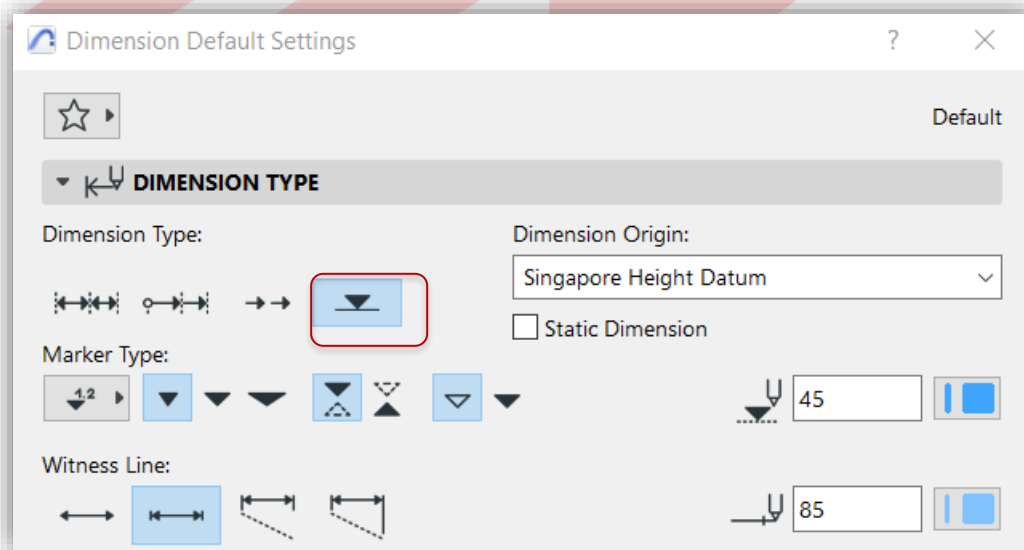 Dimension Default Settings ?
Default
DIMENSION TYPE
Dimension Type:
Dimension Origin:
Singapore Height Datum
Static Dimension
Marker Type:
1.2
45
Witness Line:
85